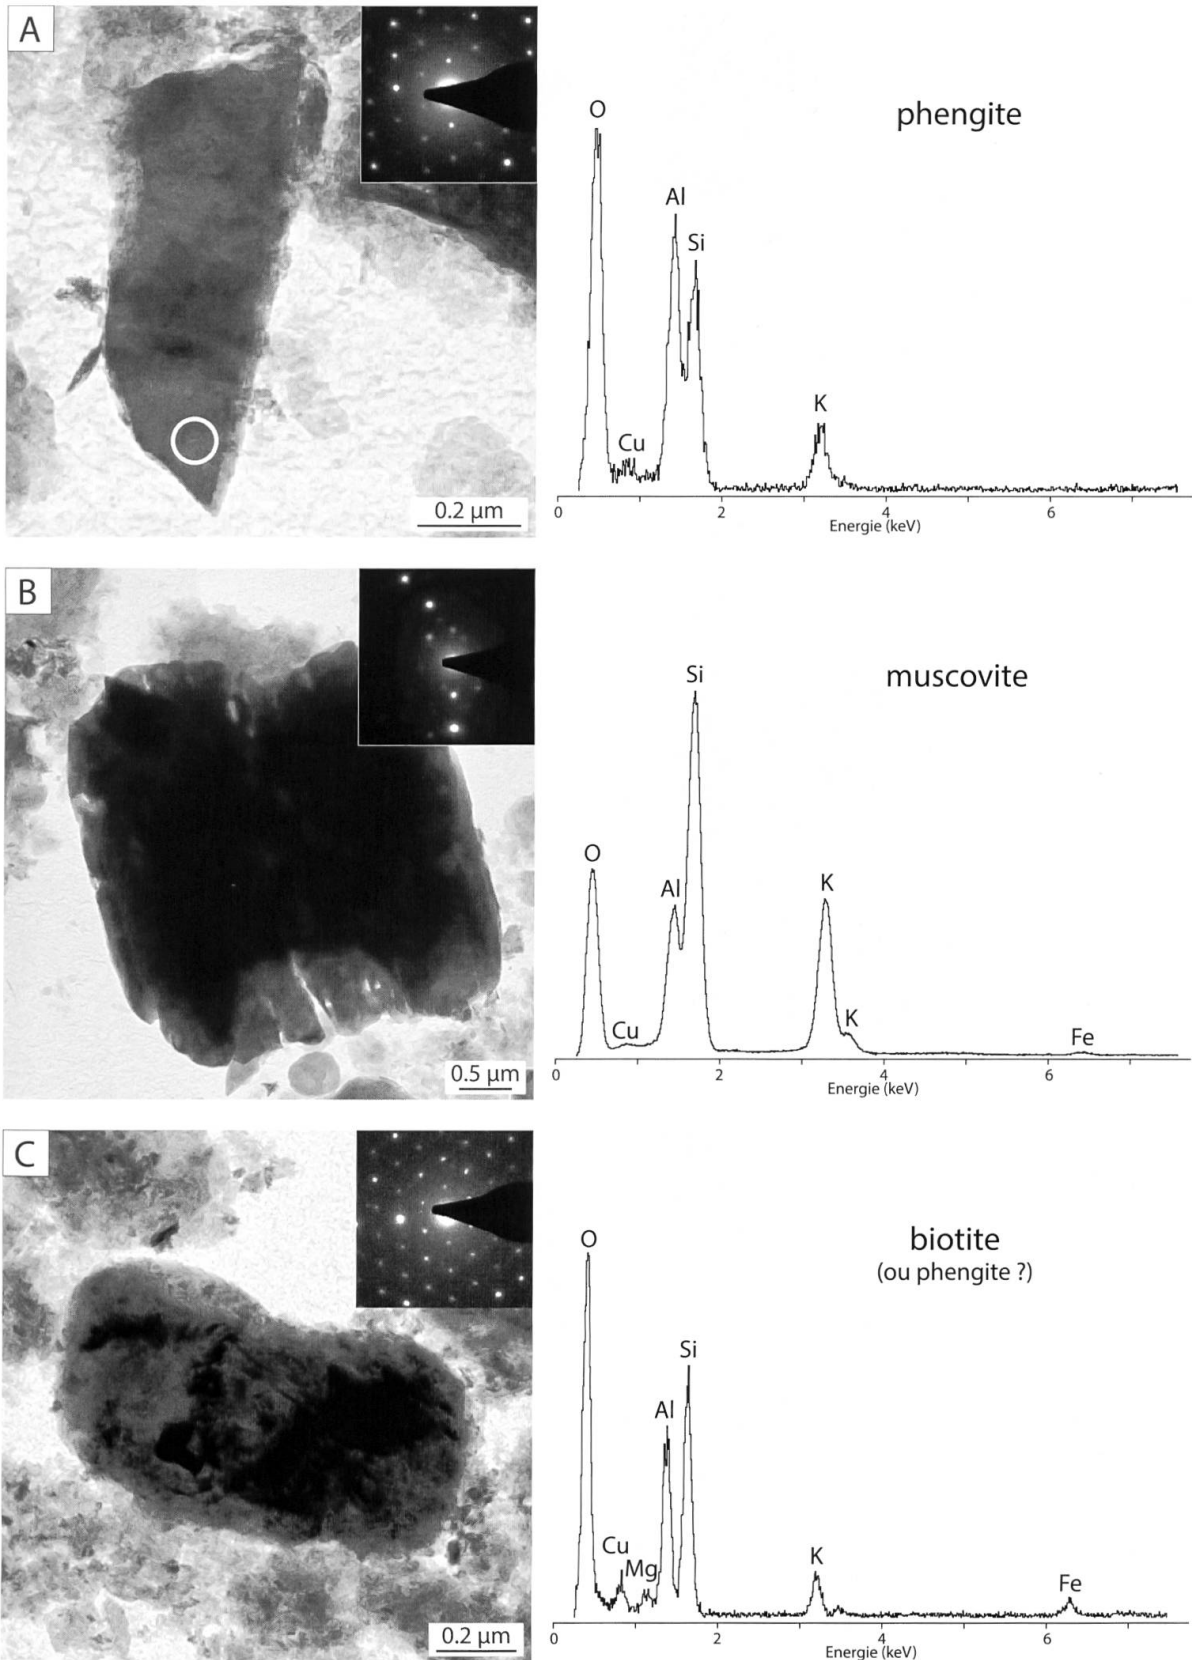 A
phengite
O
Al
Si
K
Cu
0.2 µm
0 2 4 6
Energie (keV)
B
muscovite
Si
O
K
Al
Cu
K
Fe
0.5 µm
0 2 4 6
Energie (keV)
C
biotite
(ou phengite ?)
O
Si
Al
Cu
Mg
K
Fe
0.2 µm
0 2 4 6
Energie (keV)